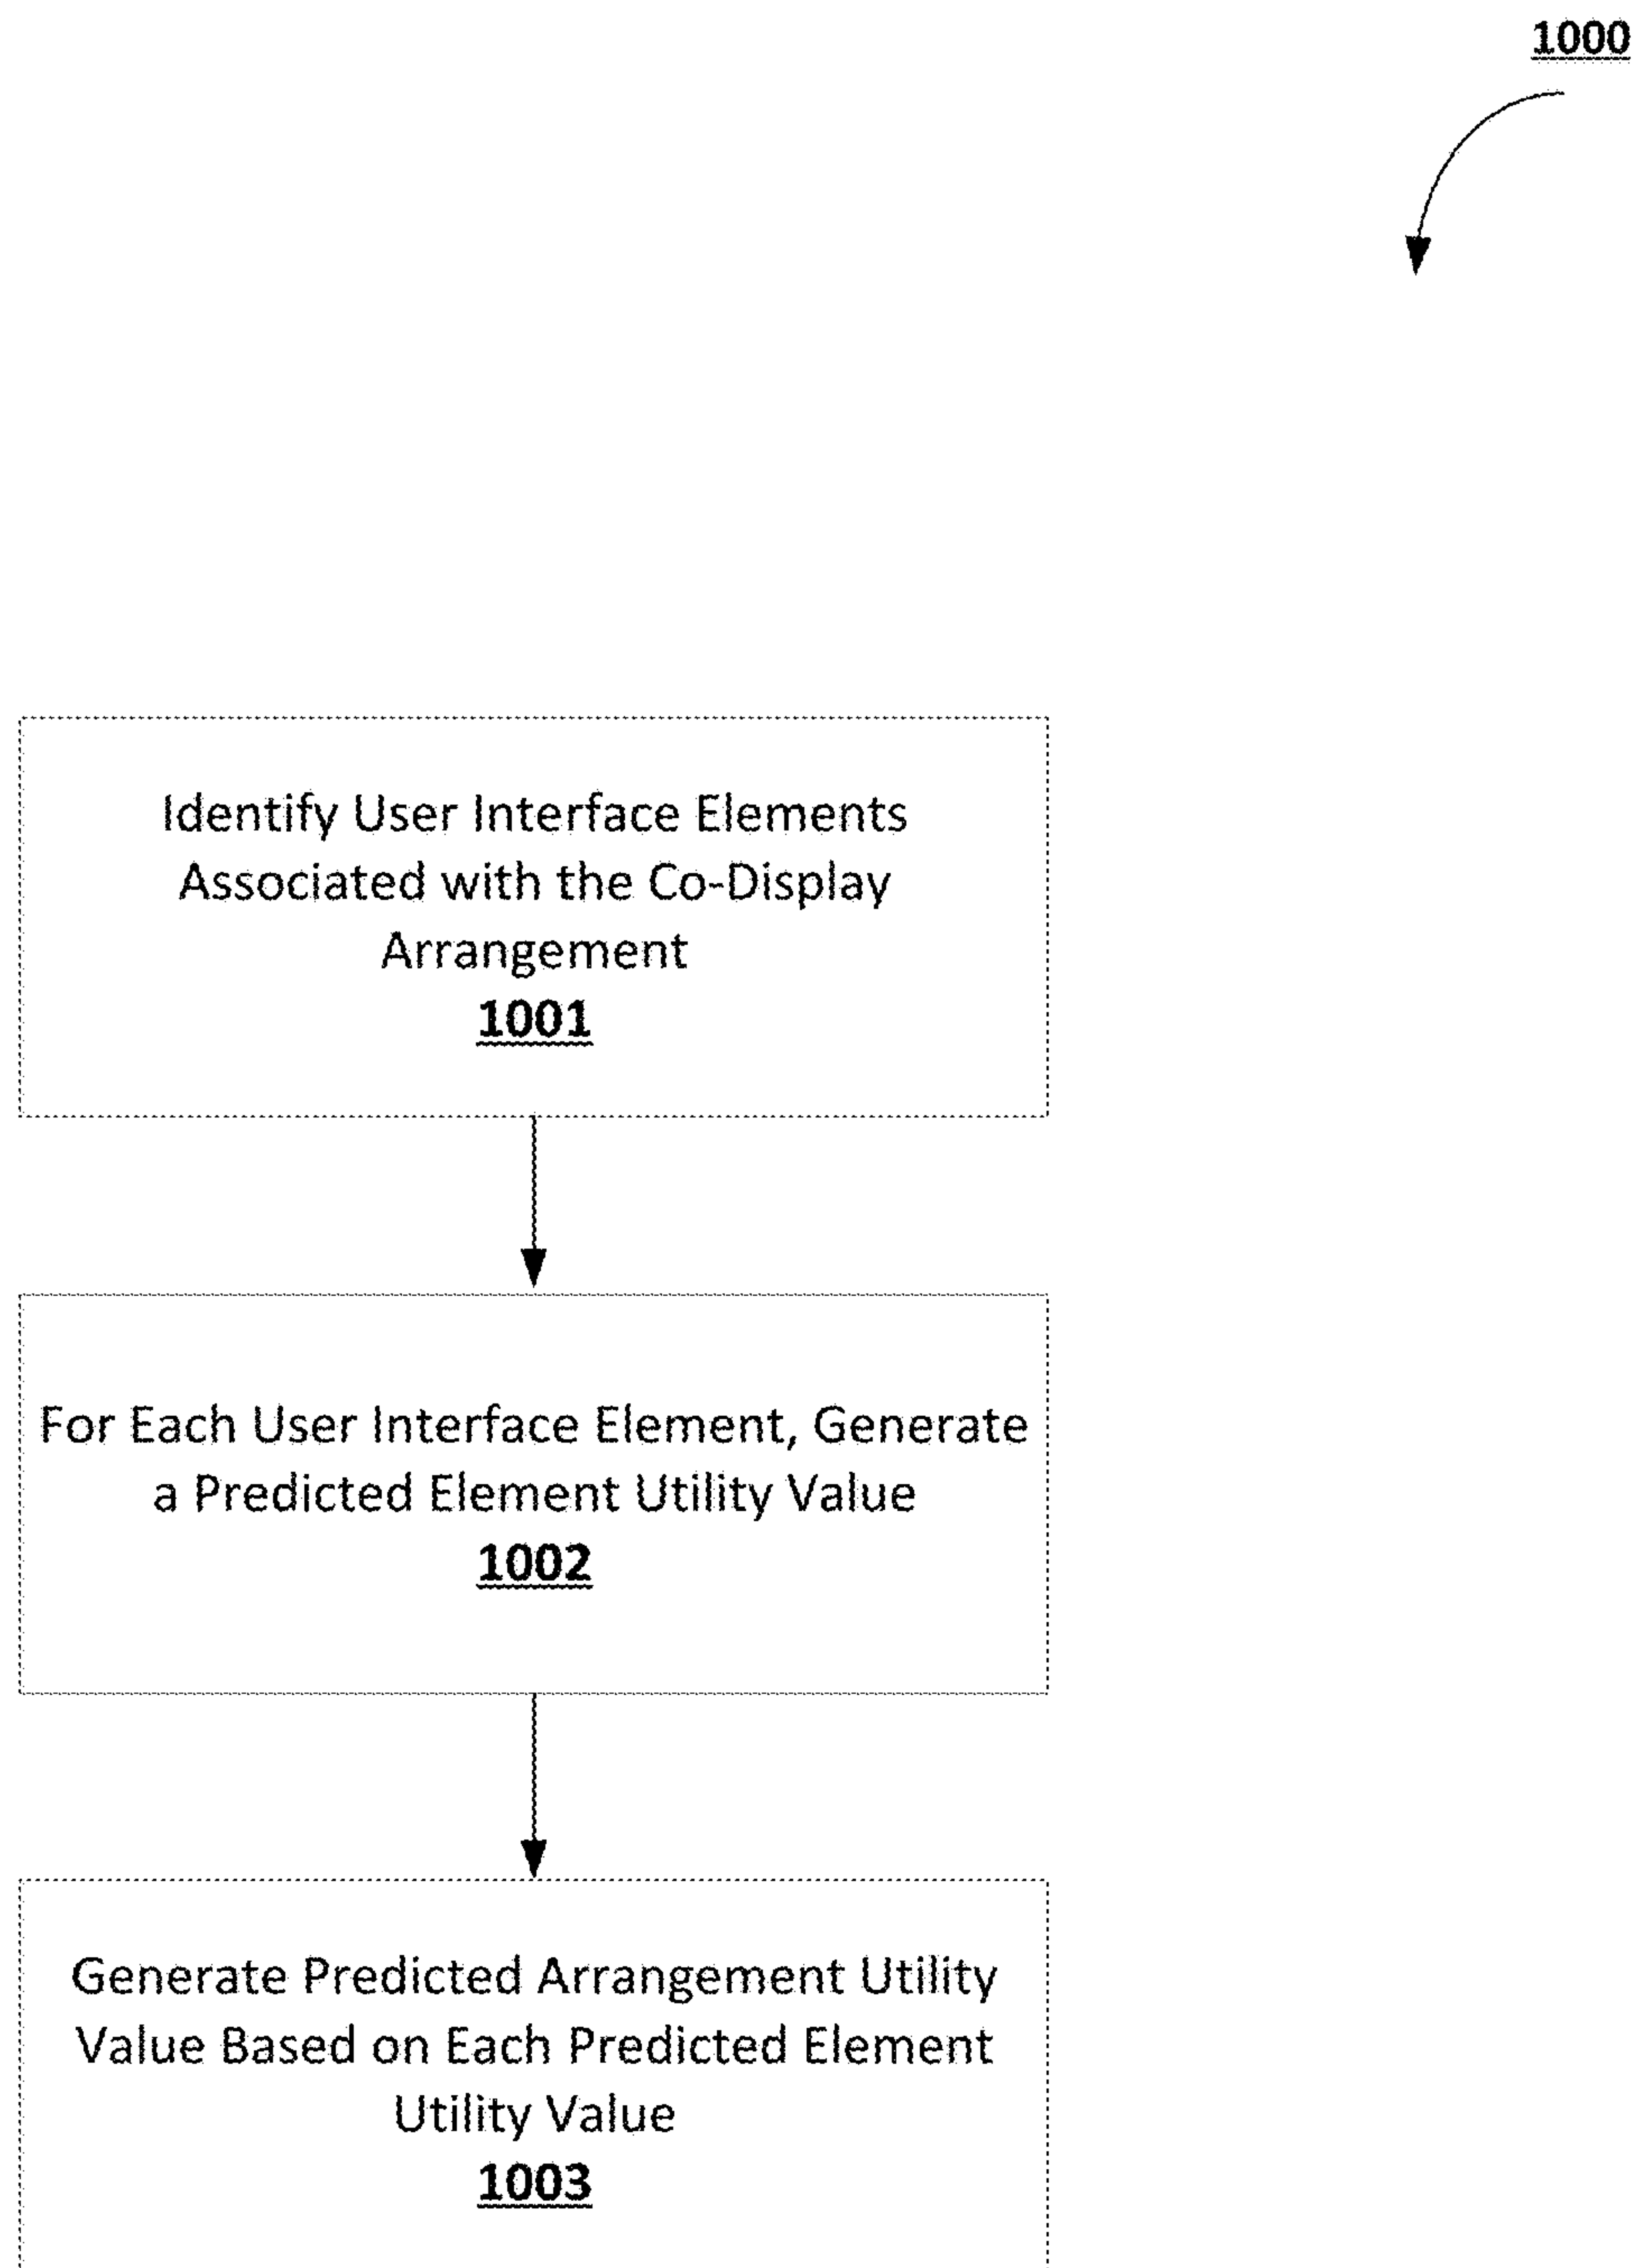 1000
Identify User Interface Elements
Associated with the Co-Display
Arrangement
1001
For Each User Interface Element, Generate
a Predicted Element Utility Value
1002
Generate Predicted Arrangement Utility
Value Based on Each Predicted Element
Utility Value
1003